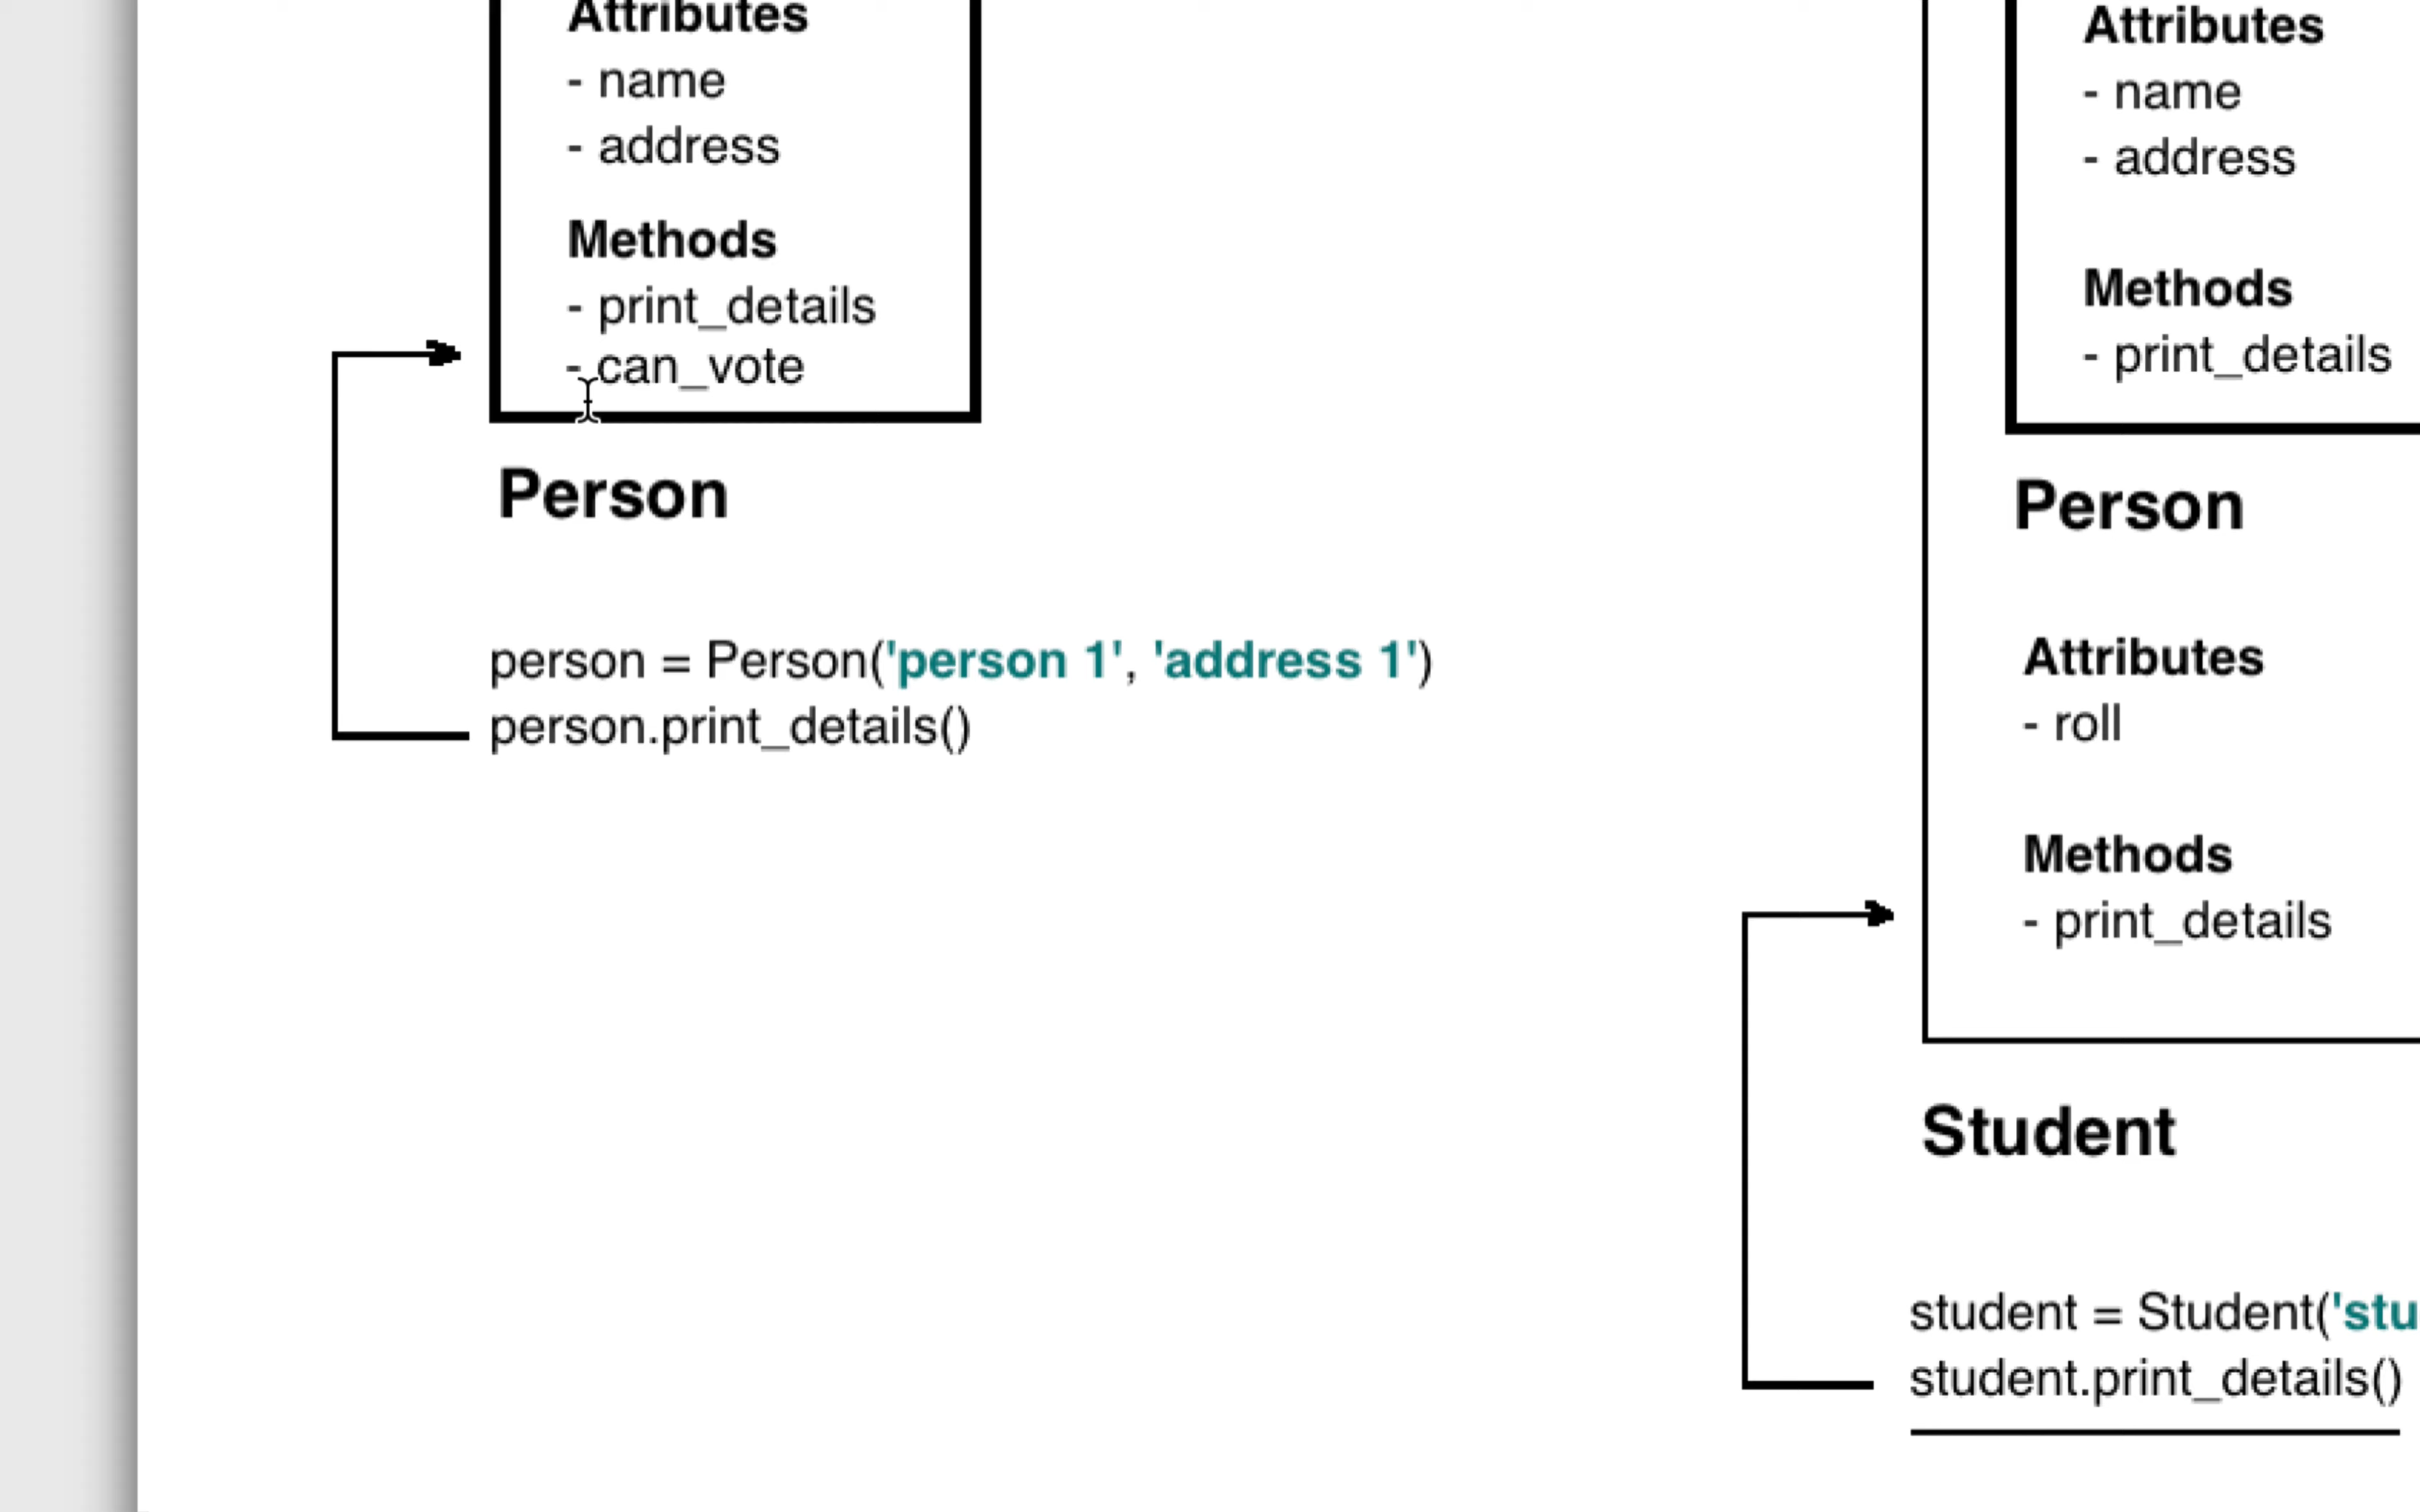 Attributes
- name
- address
Methods
- print_details
- can_vote
Person
person = Person('person 1', 'address 1')
person.print_details()
Attributes
- name
- address
Methods
- print_details
Person
Attributes
- roll
Methods
- print_details
Student
student = Student('stu
student.print_details()